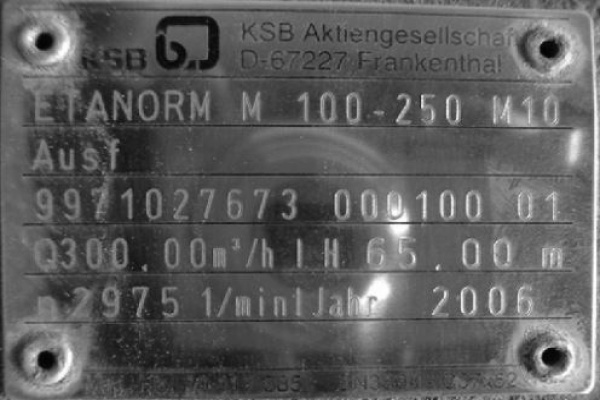 KSB KSB Aktiengesellschaft
D-67227 Frankenthal
ETANORM M 100-250 M10
Ausf
9971027673 000100 01
Q300.00m³/h | H 65.00 m
n2975 1/min|Jahr 2006